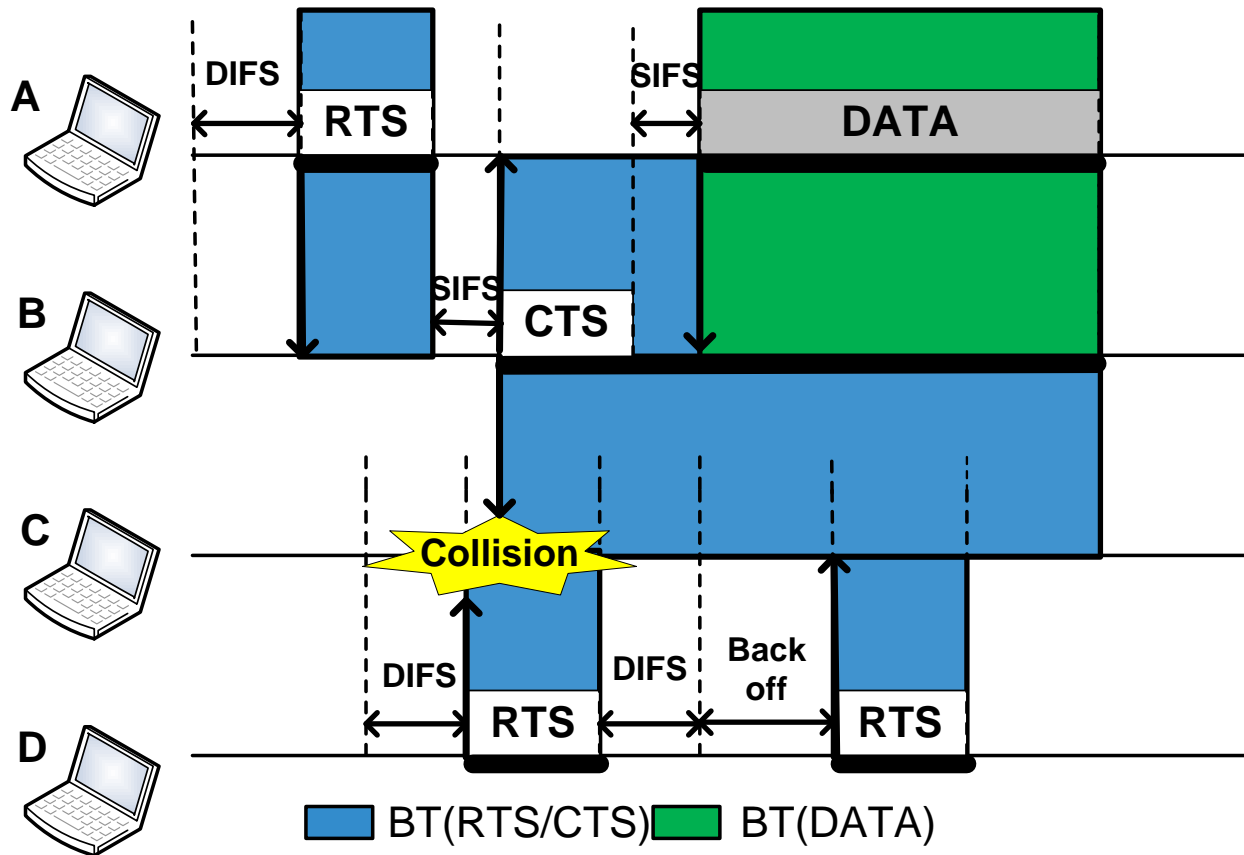 DIFS
SIFS
A
RTS
DATA
SIFS
B
CTS
C
Collision
DIFS
DIFS
Back
off
RTS
RTS
D
BT(RTS/CTS)
BT(DATA)